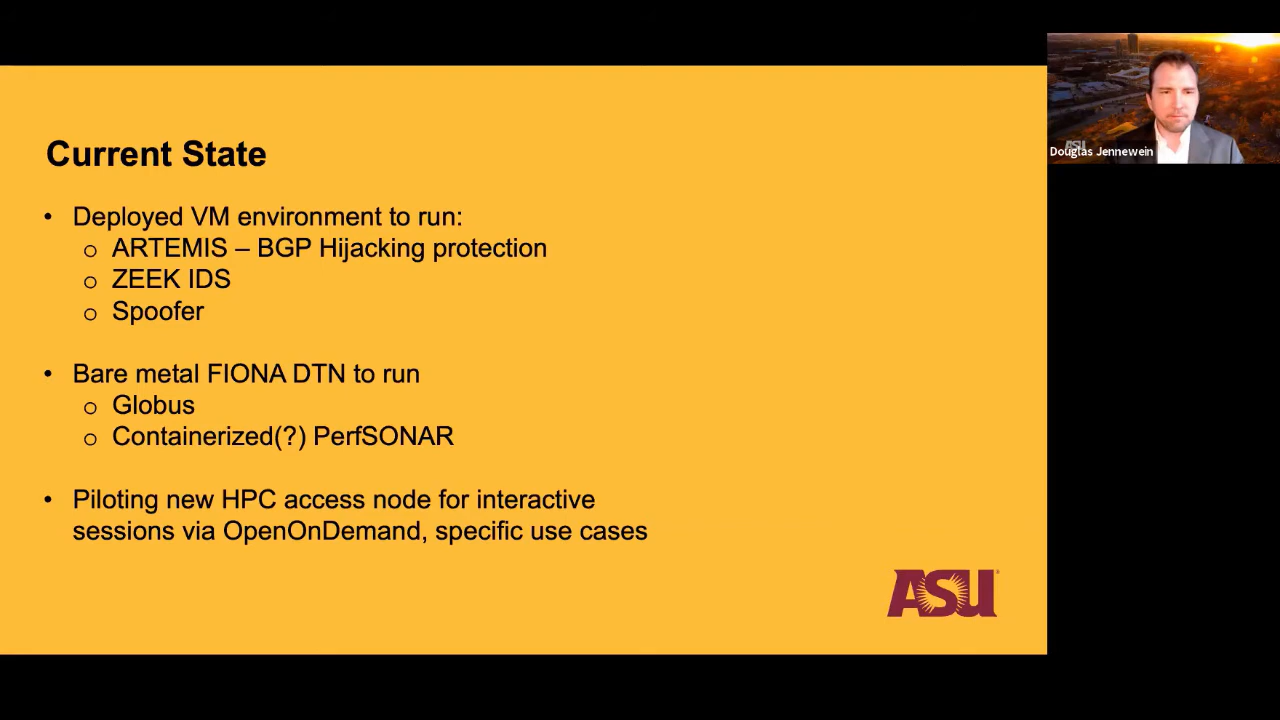 Current State
• Deployed VM environment to run:
o ARTEMIS – BGP Hijacking protection
o ZEEK IDS
o Spoofer
• Bare metal FIONA DTN to run
o Globus
o Containerized(?) PerfSONAR
• Piloting new HPC access node for interactive
sessions via OpenOnDemand, specific use cases
ASU
ASU
Douglas Jennewein